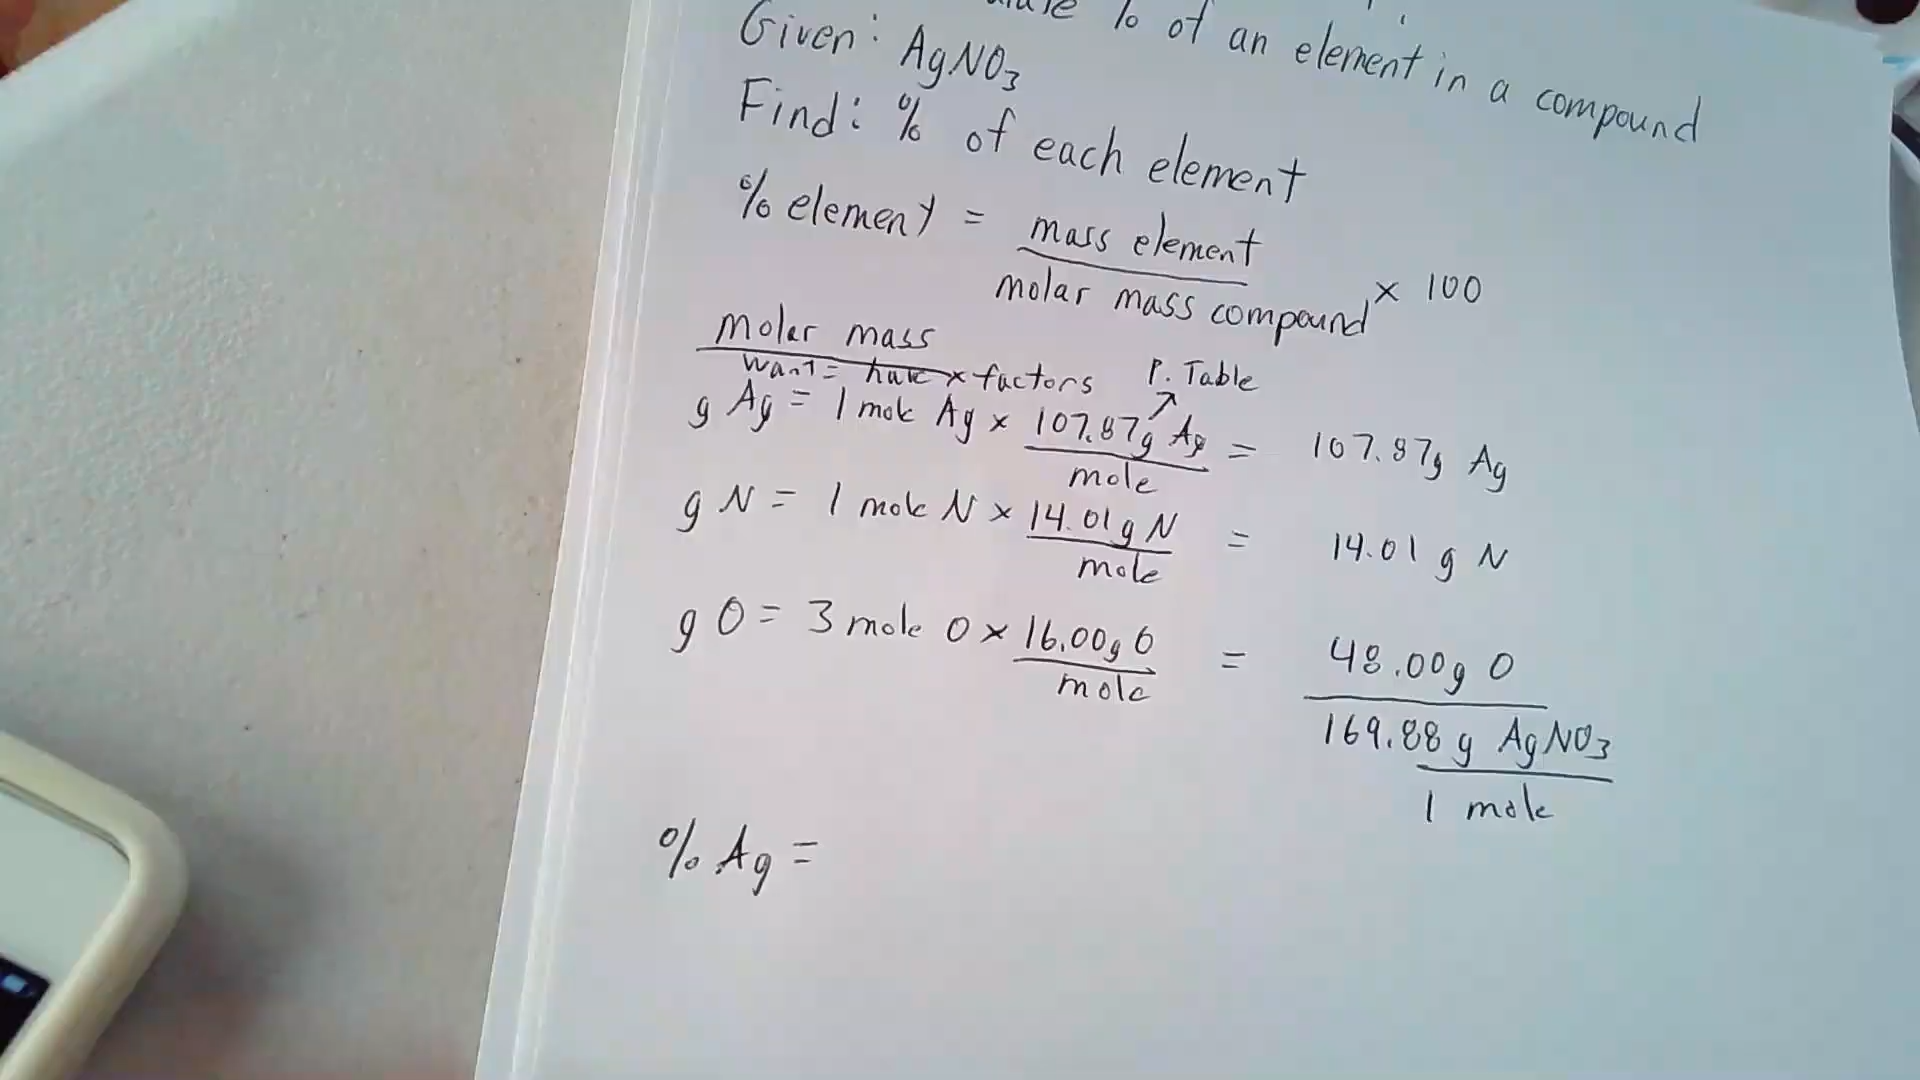 % of an element in a compound
Given: AgNO3
Find: % of each element
% element = mass element
molar mass compound × 100
molar mass
want = have × factors P. Table
g Ag = 1 mole Ag × 107.87g Ag = 107.87g Ag
mole
g N = 1 mole N × 14.01 g N = 14.01 g N
mole
g O = 3 mole O × 16.00g O = 48.00g O
mole
169.88 g AgNO3
1 mole
% Ag =